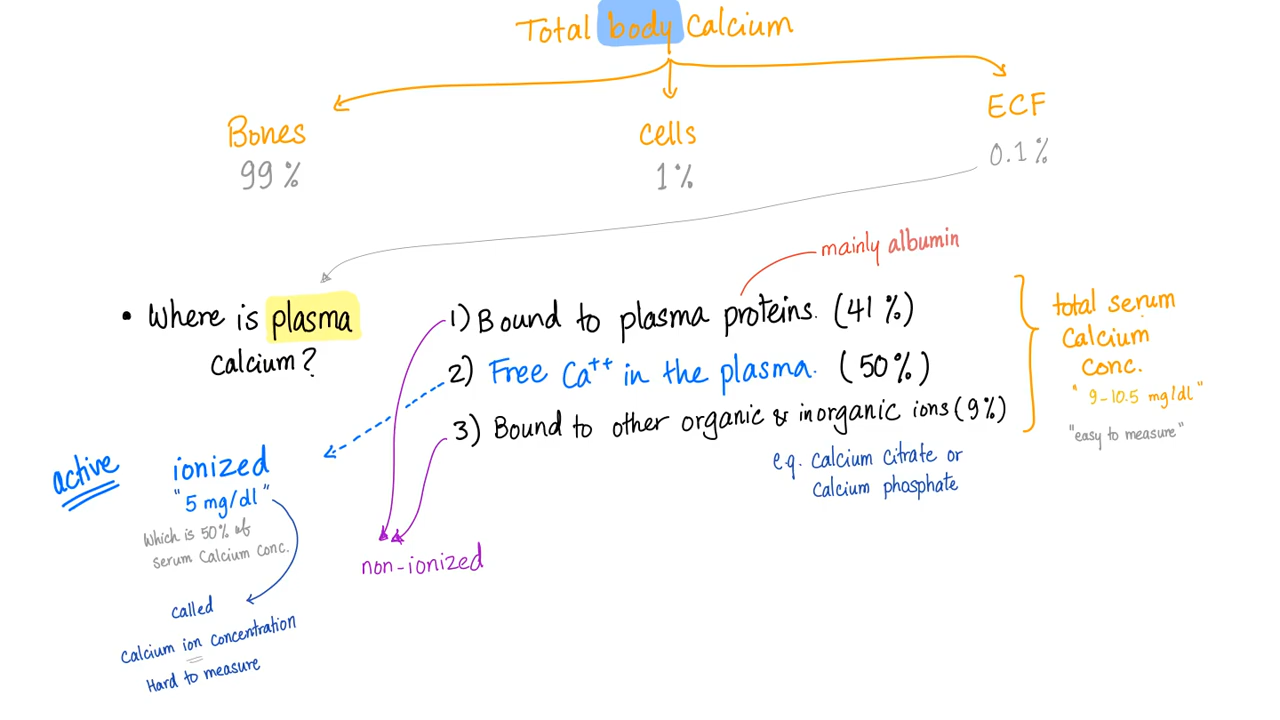 Total body Calcium
Bones
99%
Cells
1%
ECF
0.1%
• Where is plasma
calcium?
mainly albumin
1) Bound to plasma proteins. (41%)
2) Free Ca++ in the plasma. (50%)
3) Bound to other organic & inorganic ions (9%)
e.g. Calcium Citrate or
Calcium phosphate
total serum
Calcium
conc.
"9-10.5 mg/dl"
"easy to measure"
active
ionized
"5 mg/dl"
Which is 50% of
serum Calcium Conc.
called
Calcium ion concentration
Hard to measure
non-ionized